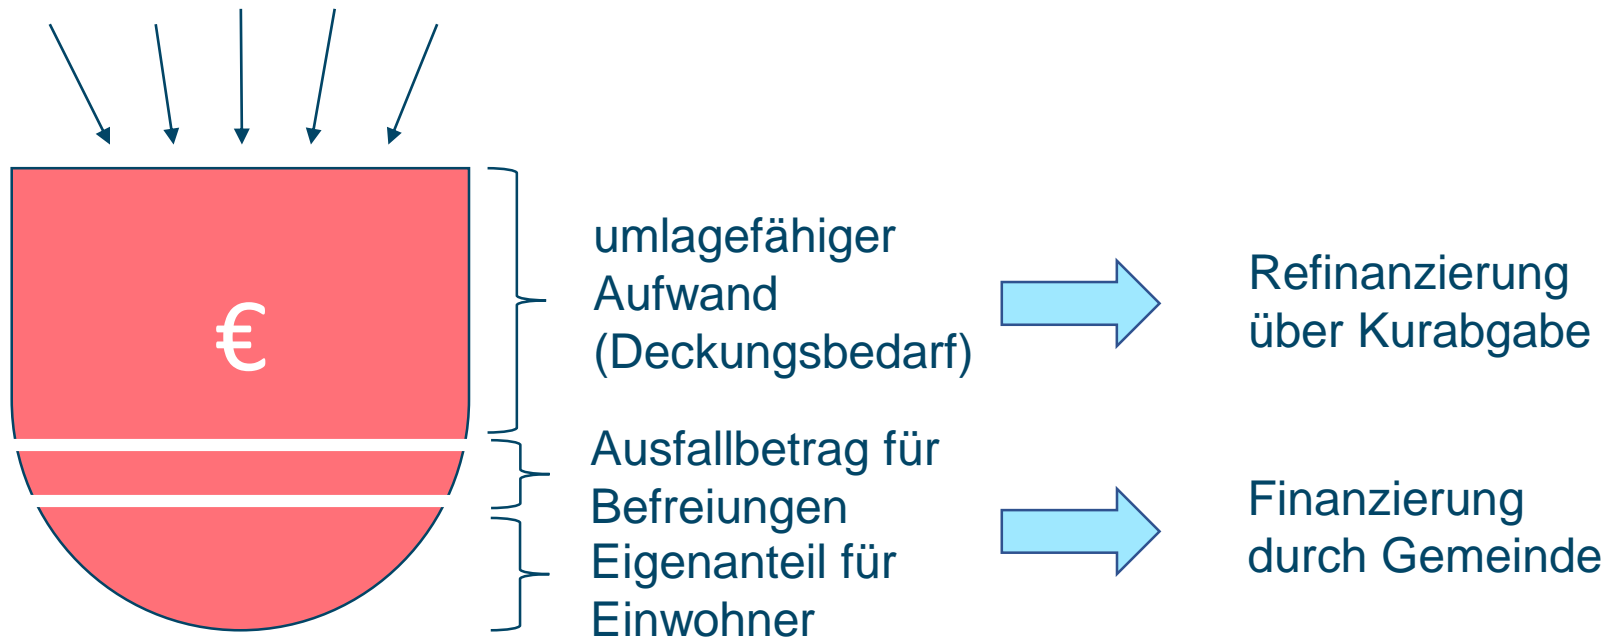 €
umlagefähiger
Aufwand
(Deckungsbedarf)
Refinanzierung
über Kurabgabe
Ausfallbetrag für
Befreiungen
Eigenanteil für
Einwohner
Finanzierung
durch Gemeinde